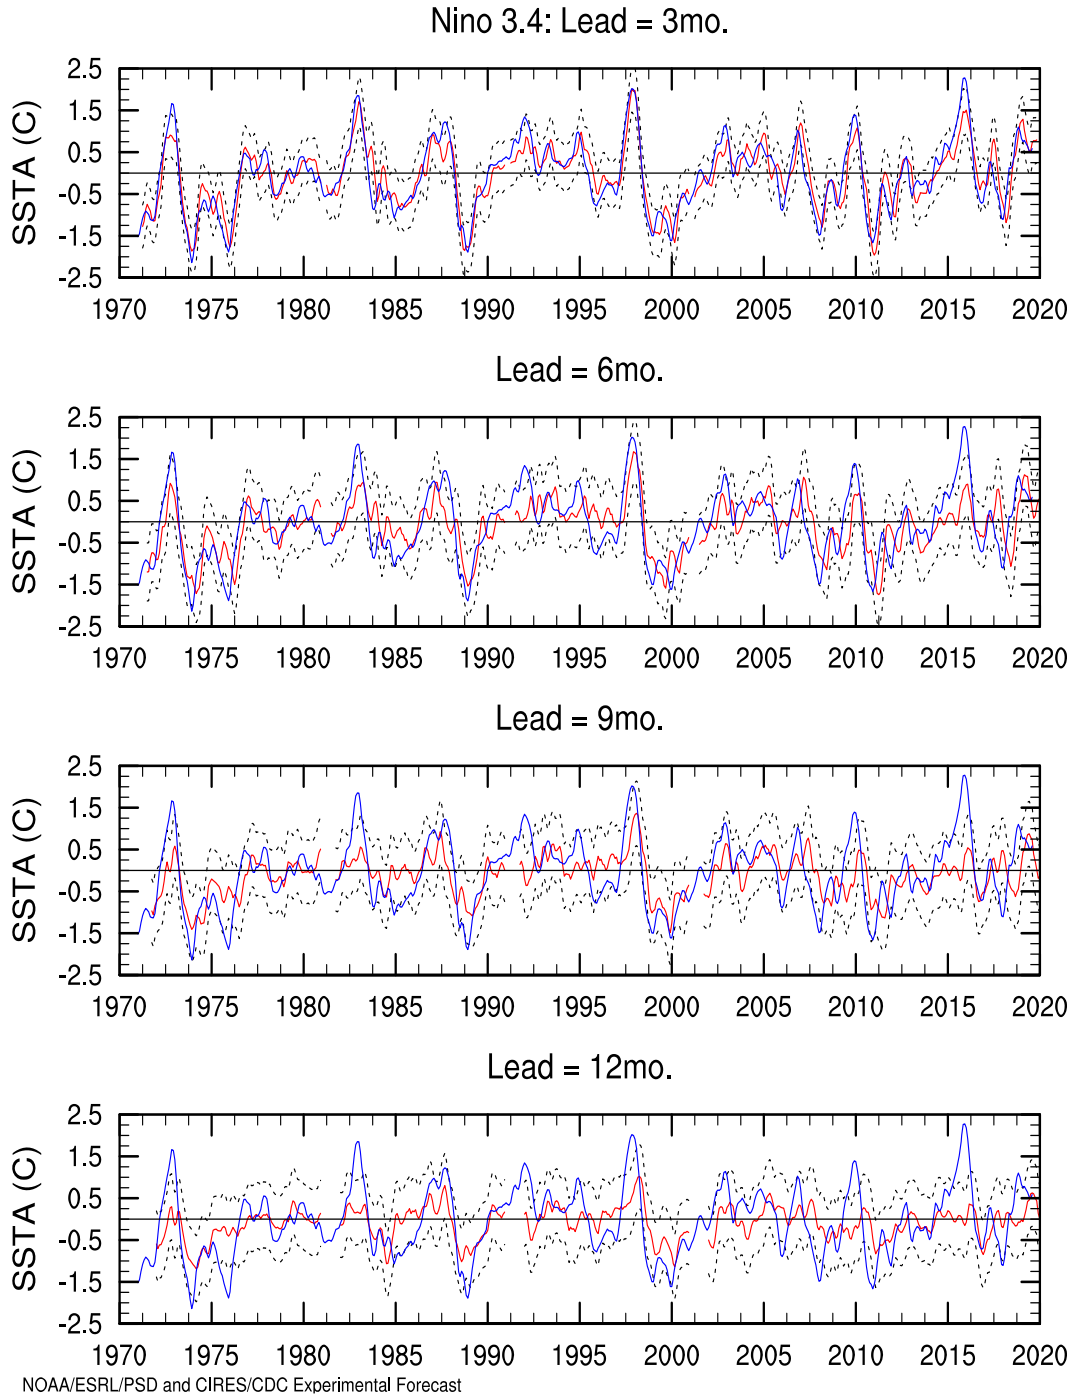 Nino 3.4: Lead = 3mo.
SSTA (C)
2.5
1.5
0.5
-0.5
-1.5
-2.5
1970 1975 1980 1985 1990 1995 2000 2005 2010 2015 2020
Lead = 6mo.
SSTA (C)
2.5
1.5
0.5
-0.5
-1.5
-2.5
1970 1975 1980 1985 1990 1995 2000 2005 2010 2015 2020
Lead = 9mo.
SSTA (C)
2.5
1.5
0.5
-0.5
-1.5
-2.5
1970 1975 1980 1985 1990 1995 2000 2005 2010 2015 2020
Lead = 12mo.
SSTA (C)
2.5
1.5
0.5
-0.5
-1.5
-2.5
1970 1975 1980 1985 1990 1995 2000 2005 2010 2015 2020
NOAA/ESRL/PSD and CIRES/CDC Experimental Forecast